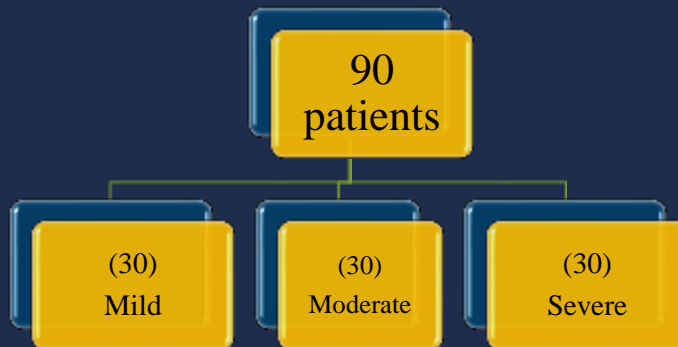 90
patients
(30)
Mild
(30)
Moderate
(30)
Severe